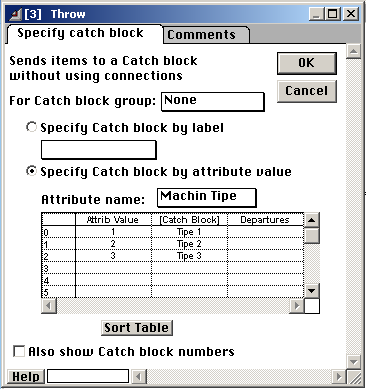 [3] Throw
Specify catch block
Comments
Sends items to a Catch block
without using connections
OK
Cancel
For Catch block group: None
Specify Catch block by label
Specify Catch block by attribute value
Attribute name: Machin Tipe
Attrib Value [Catch Block] Departures
0 1 Tipe 1
1 2 Tipe 2
2 3 Tipe 3
3
4
5
Sort Table
Also show Catch block numbers
Help